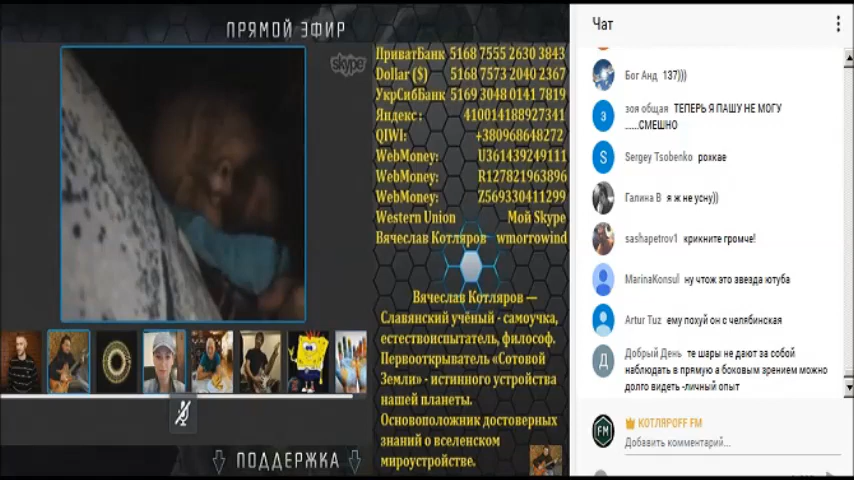 ПРЯМОЙ ЭФИР
skype
ПриватБанк 5168 7555 2630 3843
Dollar ($) 5168 7573 2040 2367
УкрСибБанк 5169 3048 0141 7819
Яндекс: 410014188927341
QIWI: +380968648272
WebMoney: U361439249111
WebMoney: R127821963896
WebMoney: Z569330411299
Western Union Мой Skype
Вячеслав Котляров wmorrowind
Вячеслав Котляров —
Славянский учёный - самоучка,
естествоиспытатель, философ.
Первооткрыватель «Сотовой
Земли» - истинного устройства
нашей планеты.
Основоположник достоверных
знаний о вселенском
мироустройстве.
ПОДДЕРЖКА
Чат
Бог Анд 137)))
З зоя общая ТЕПЕРЬ Я ПАШУ НЕ МОГУ
.....СМЕШНО
S Sergey Tsobenko рохкае
Галина В я ж не усну))
sashapetrov1 крикните громче!
MarinaKonsul ну чтож это звезда ютуба
Artur Tuz ему похуй он с челябинская
Д Добрый День те шары не дают за собой
наблюдать в прямую а боковым зрением можно
долго видеть -личный опыт
FM КОТЛЯРОFF FM
Добавить комментарий...